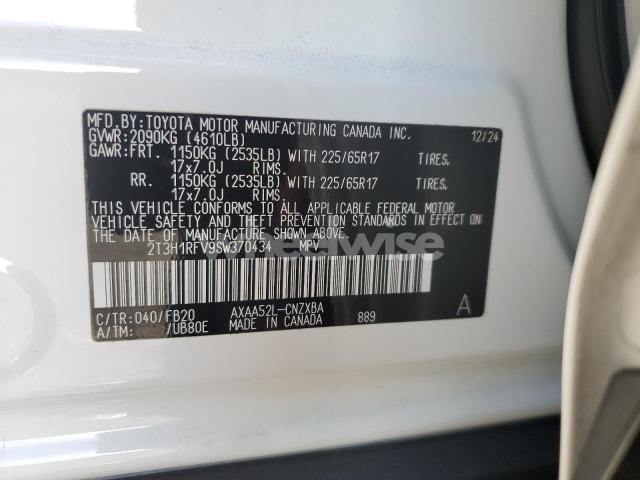 MFD.BY:TOYOTA MOTOR MANUFACTURING CANADA INC. 12/24
GVWR:2090KG (4610LB)
GAWR:FRT. 1150KG (2535LB) WITH 225/65R17 TIRES,
17x7.0J RIMS.
RR. 1150KG (2535LB) WITH 225/65R17 TIRES,
17x7.0J RIMS.
THIS VEHICLE CONFORMS TO ALL APPLICABLE FEDERAL MOTOR
VEHICLE SAFETY AND THEFT PREVENTION STANDARDS IN EFFECT ON
THE DATE OF MANUFACTURE SHOWN ABOVE.
2T3H1RFV9SW370434 MPV
wheelwise
C/TR:040/FB20 AXAA52L-CNZXBA A
A/TM: /UB80E MADE IN CANADA 889